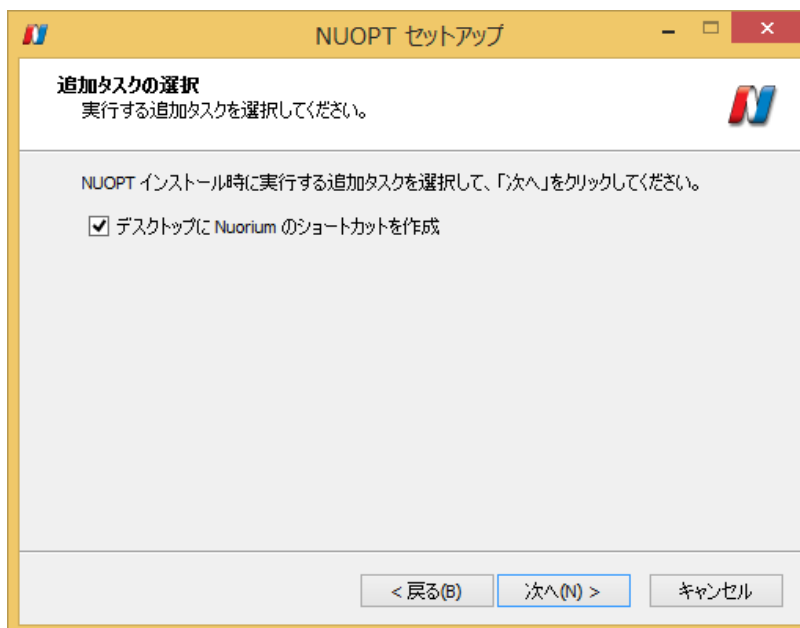 NUOPT セットアップ
追加タスクの選択
実行する追加タスクを選択してください。
NUOPT インストール時に実行する追加タスクを選択して、「次へ」をクリックしてください。
デスクトップに Nuorium のショートカットを作成
< 戻る(B)
次へ(N) >
キャンセル